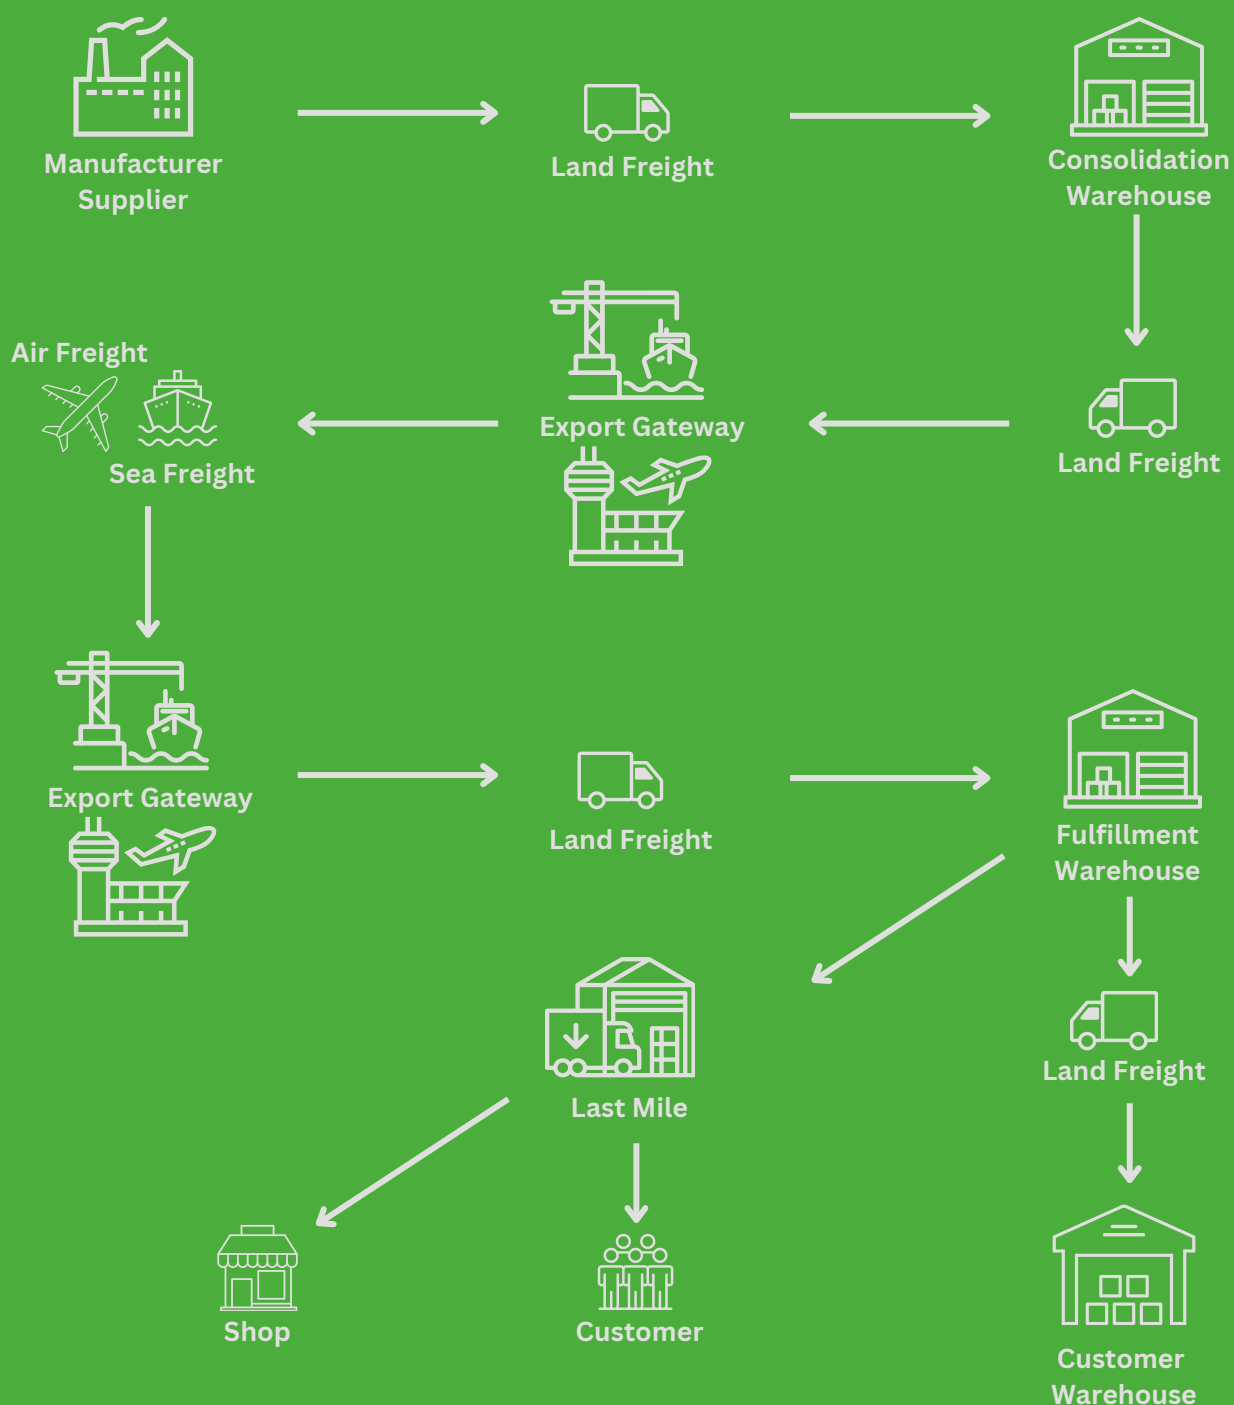 Manufacturer
Supplier
Land Freight
Consolidation
Warehouse
Air Freight
Sea Freight
Export Gateway
Land Freight
Export Gateway
Land Freight
Fulfillment
Warehouse
Last Mile
Land Freight
Shop
Customer
Customer
Warehouse